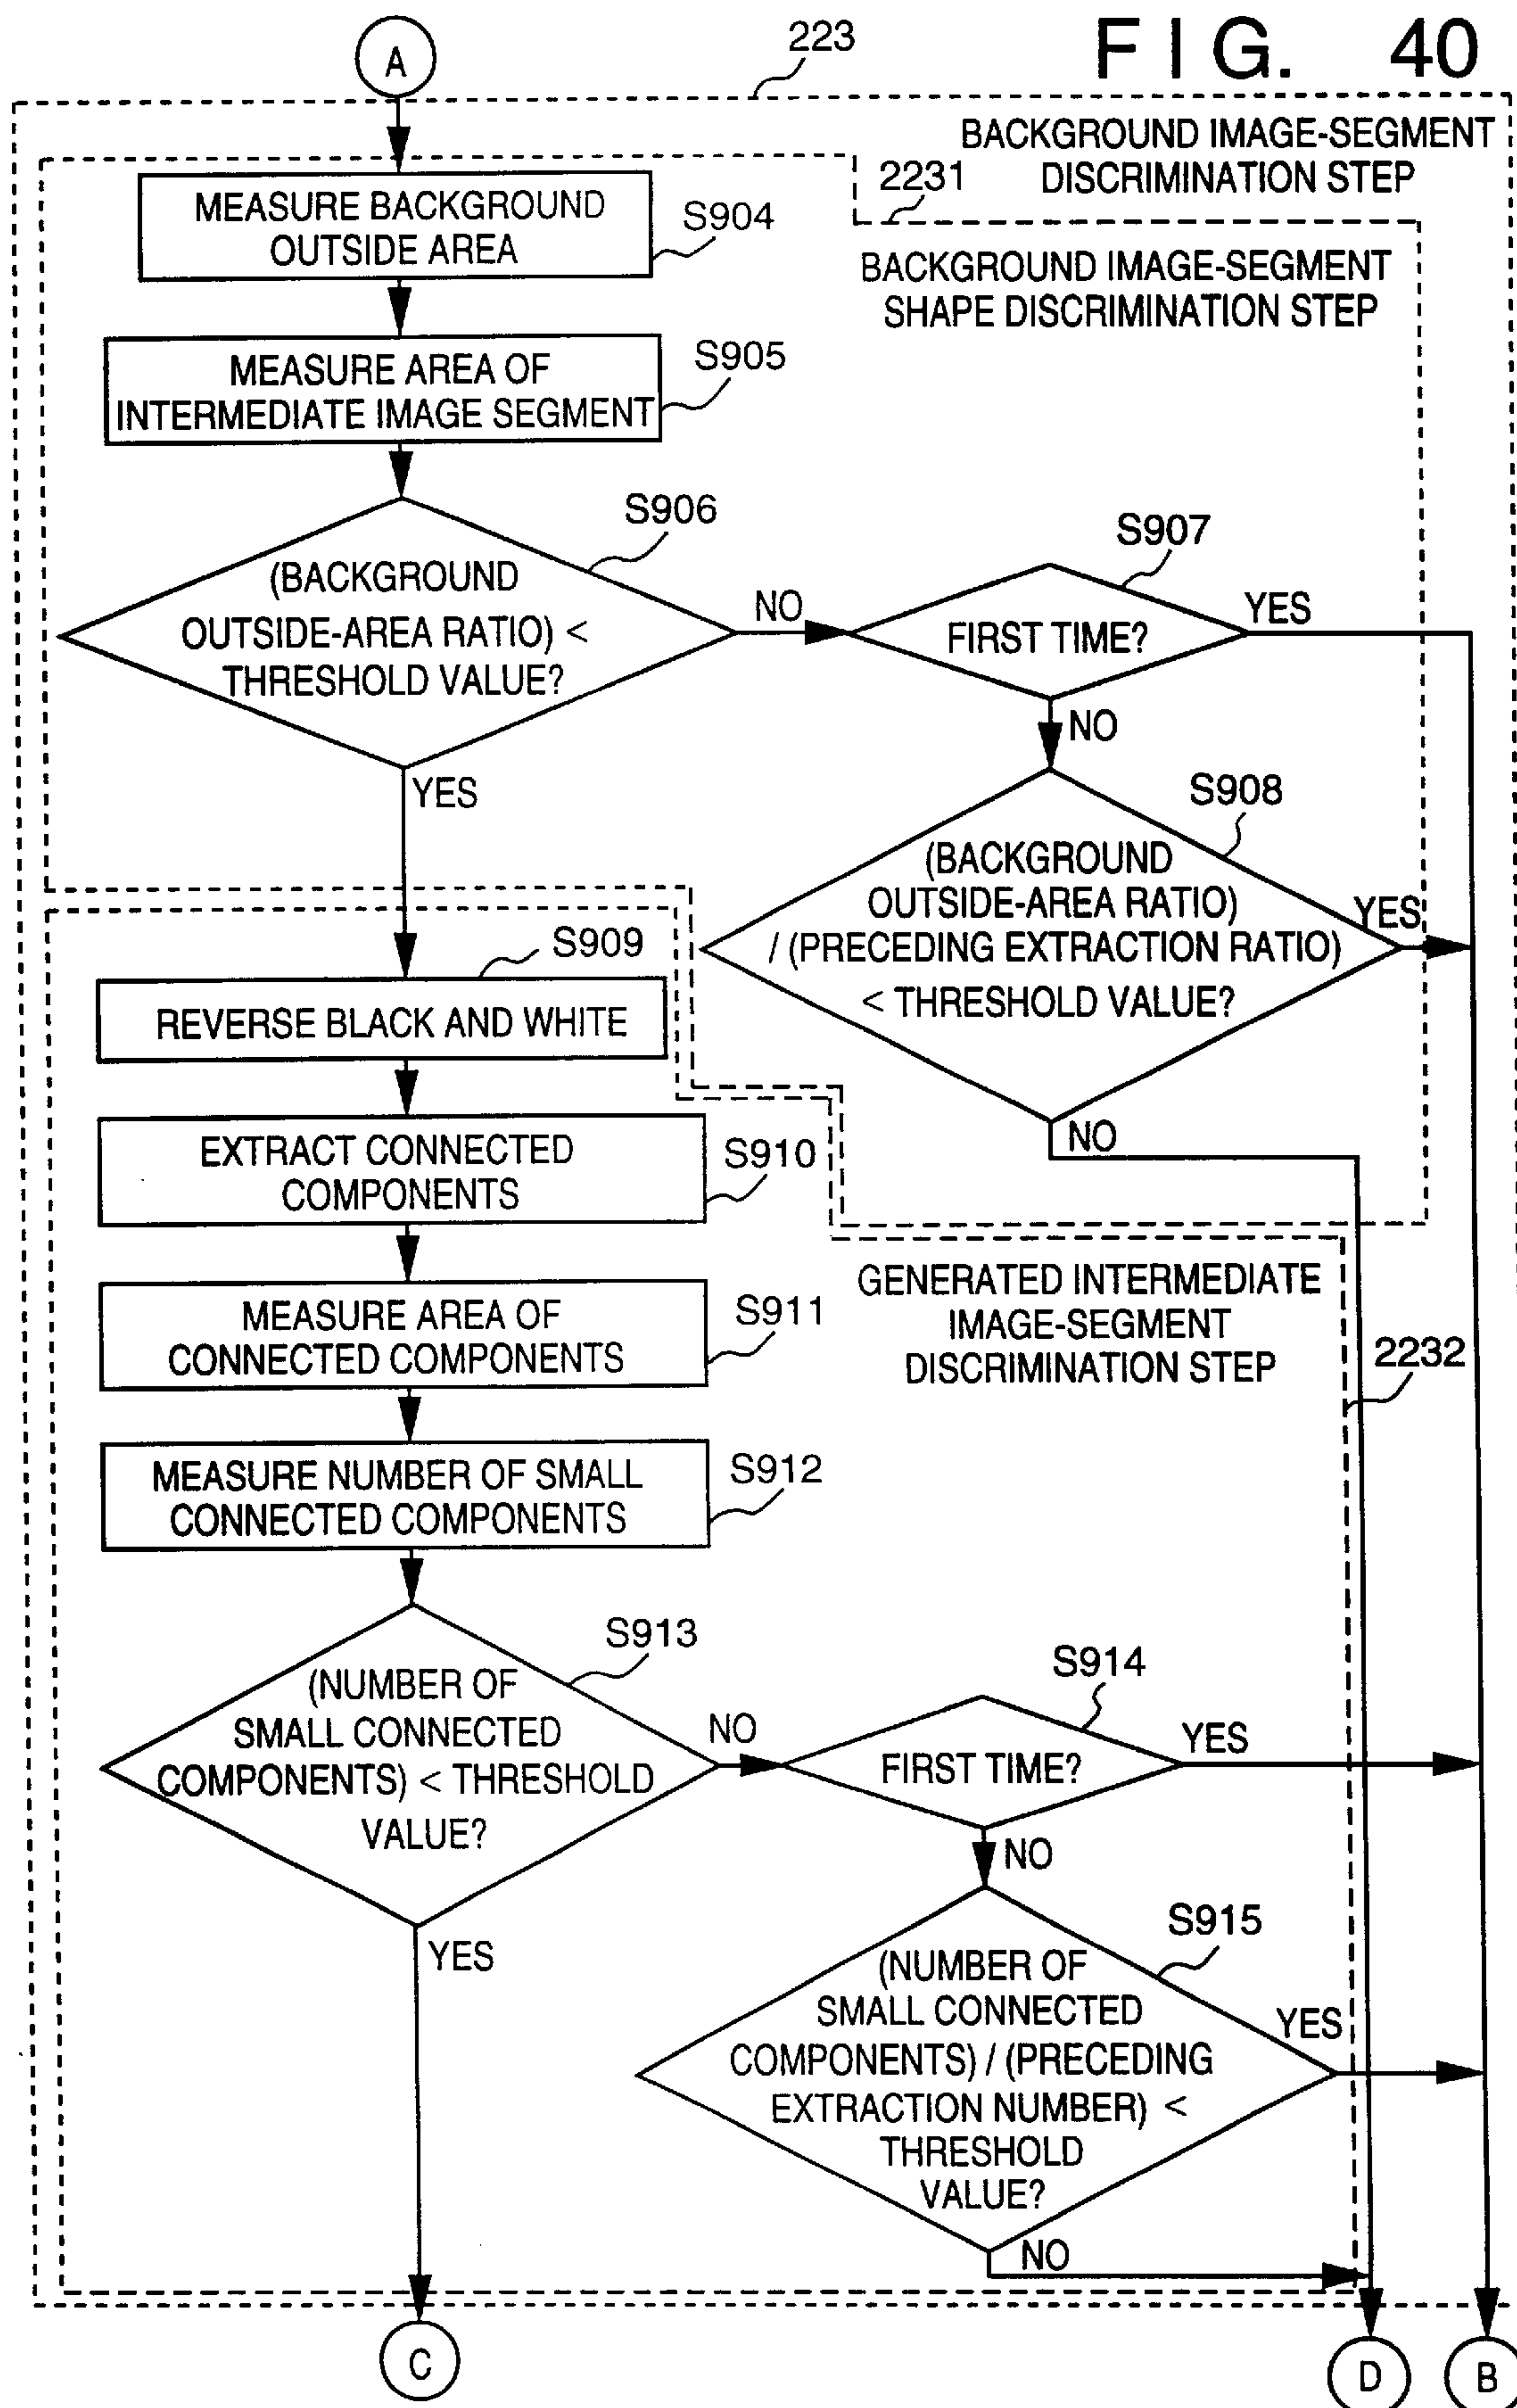 FIG. 40
A
223
BACKGROUND IMAGE-SEGMENT
DISCRIMINATION STEP
2231
BACKGROUND IMAGE-SEGMENT
SHAPE DISCRIMINATION STEP
MEASURE BACKGROUND
OUTSIDE AREA
S904
MEASURE AREA OF
INTERMEDIATE IMAGE SEGMENT
S905
S906
(BACKGROUND
OUTSIDE-AREA RATIO) <
THRESHOLD VALUE?
NO
YES
S907
FIRST TIME?
YES
NO
S908
(BACKGROUND
OUTSIDE-AREA RATIO)
/ (PRECEDING EXTRACTION RATIO)
< THRESHOLD VALUE?
YES
NO
S909
REVERSE BLACK AND WHITE
EXTRACT CONNECTED
COMPONENTS
S910
GENERATED INTERMEDIATE
IMAGE-SEGMENT
DISCRIMINATION STEP
2232
MEASURE AREA OF
CONNECTED COMPONENTS
S911
MEASURE NUMBER OF SMALL
CONNECTED COMPONENTS
S912
S913
(NUMBER OF
SMALL CONNECTED
COMPONENTS) < THRESHOLD
VALUE?
NO
YES
S914
FIRST TIME?
YES
NO
S915
(NUMBER OF
SMALL CONNECTED
COMPONENTS) / (PRECEDING
EXTRACTION NUMBER) <
THRESHOLD
VALUE?
YES
NO
C
D
B